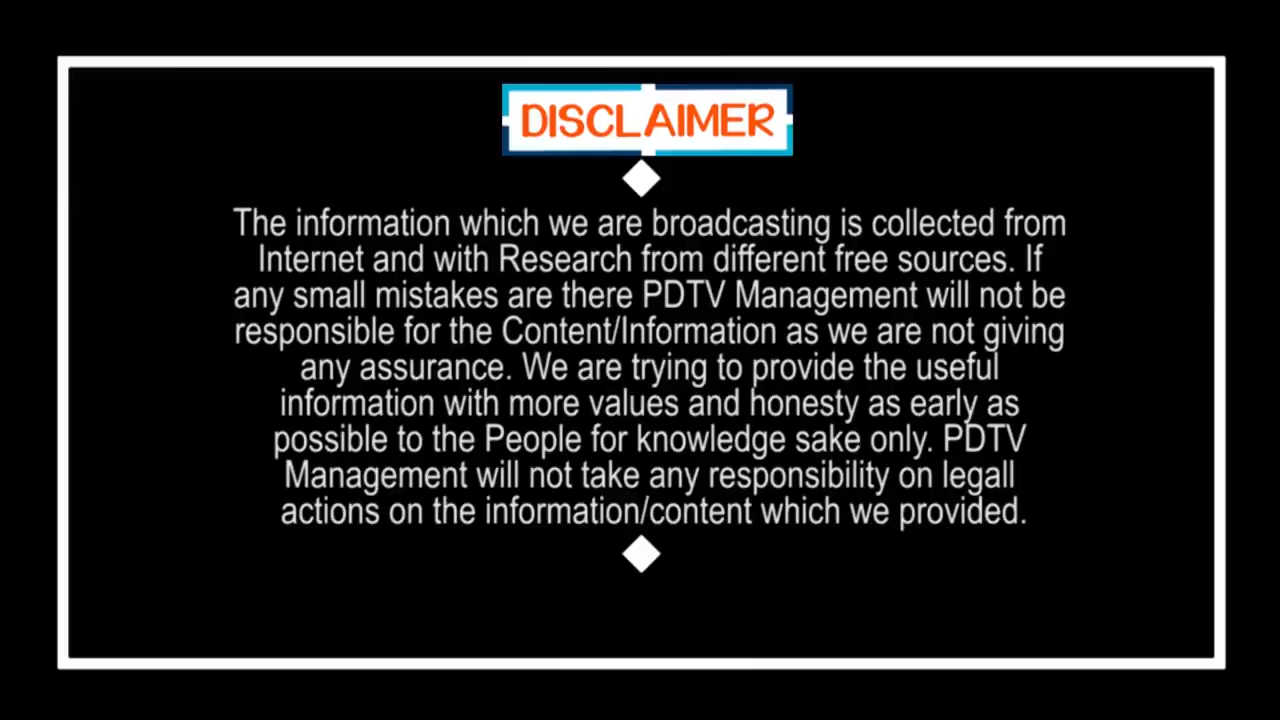 DISCLAIMER
The information which we are broadcasting is collected from
Internet and with Research from different free sources. If
any small mistakes are there PDTV Management will not be
responsible for the Content/Information as we are not giving
any assurance. We are trying to provide the useful
information with more values and honesty as early as
possible to the People for knowledge sake only. PDTV
Management will not take any responsibility on legall
actions on the information/content which we provided.